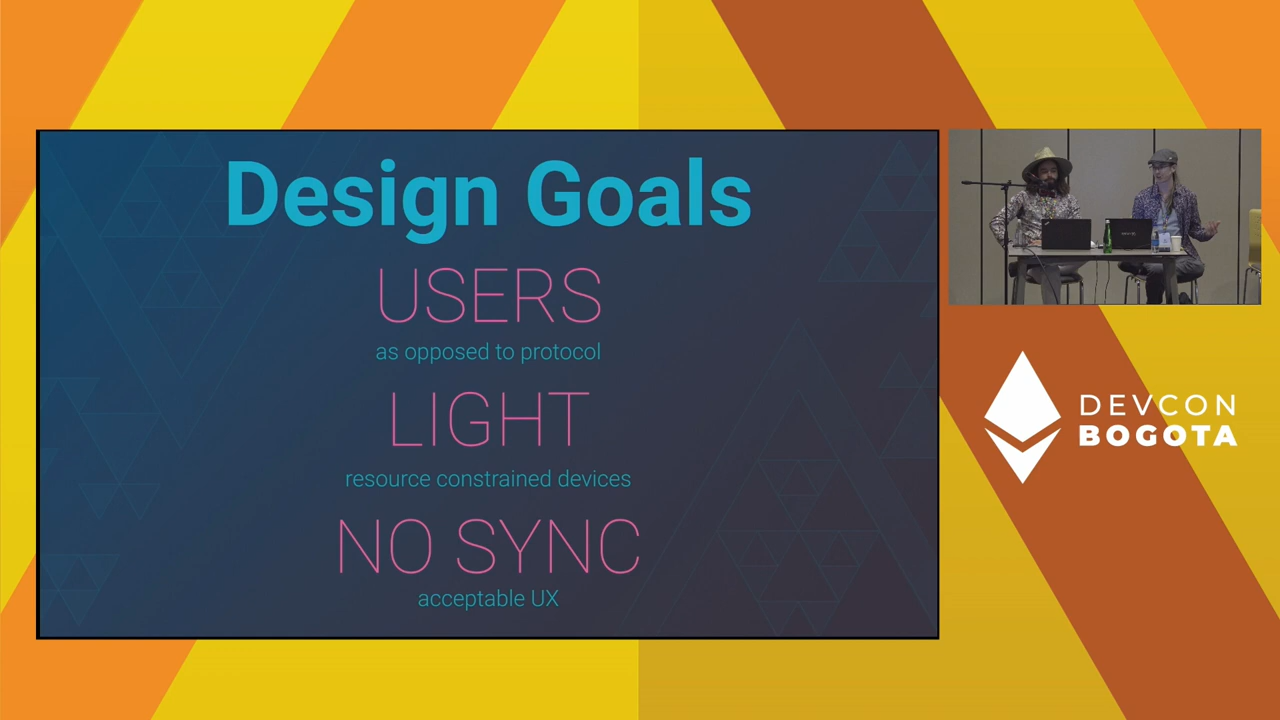 Design Goals
USERS
as opposed to protocol
LIGHT
resource constrained devices
NO SYNC
acceptable UX
DEVCON
BOGOTA